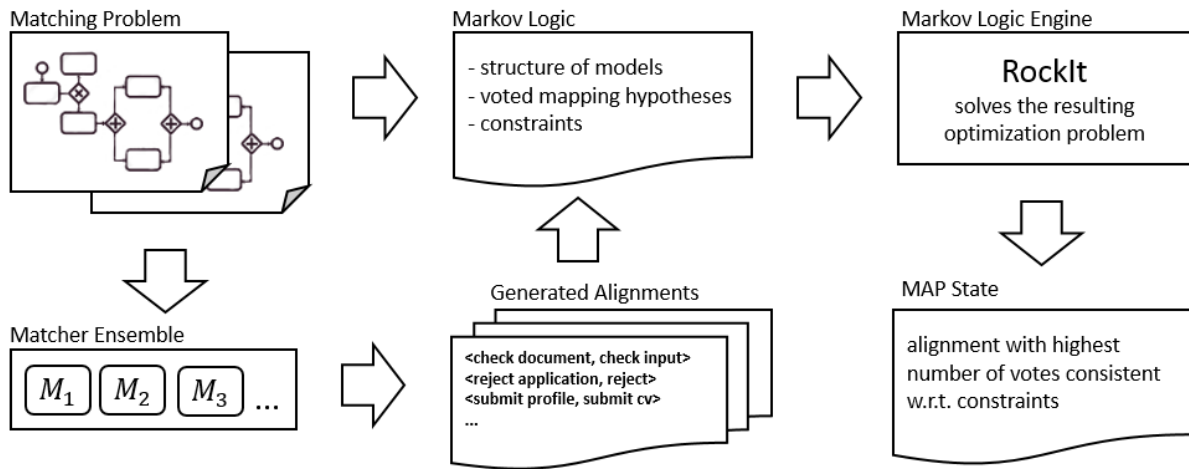 Matching Problem
Markov Logic
- structure of models
- voted mapping hypotheses
- constraints
Markov Logic Engine
RockIt
solves the resulting
optimization problem
Matcher Ensemble
M₁ M₂ M₃ ...
Generated Alignments
<check document, check input>
<reject application, reject>
<submit profile, submit cv>
...
MAP State
alignment with highest
number of votes consistent
w.r.t. constraints